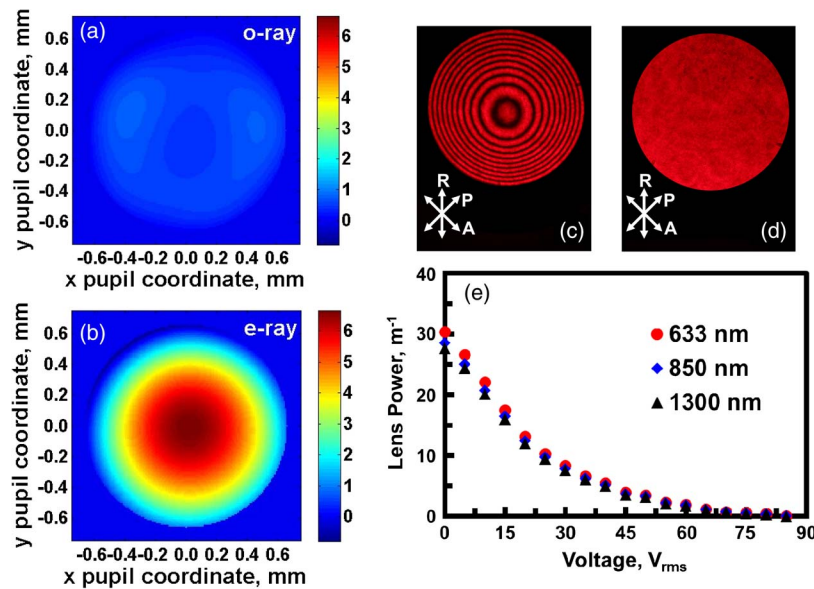 (a)
o-ray
y pupil coordinate, mm
0.6
0.4
0.2
0.0
-0.2
-0.4
-0.6
-0.6 -0.4 -0.2 0.0 0.2 0.4 0.6
x pupil coordinate, mm
6
5
4
3
2
1
0
(b)
e-ray
y pupil coordinate, mm
0.6
0.4
0.2
0.0
-0.2
-0.4
-0.6
-0.6 -0.4 -0.2 0.0 0.2 0.4 0.6
x pupil coordinate, mm
6
5
4
3
2
1
0
R
P
A
(c)
R
P
A
(d)
(e)
Lens Power, m-1
40
30
20
10
0
633 nm
850 nm
1300 nm
0 15 30 45 60 75 90
Voltage, Vrms